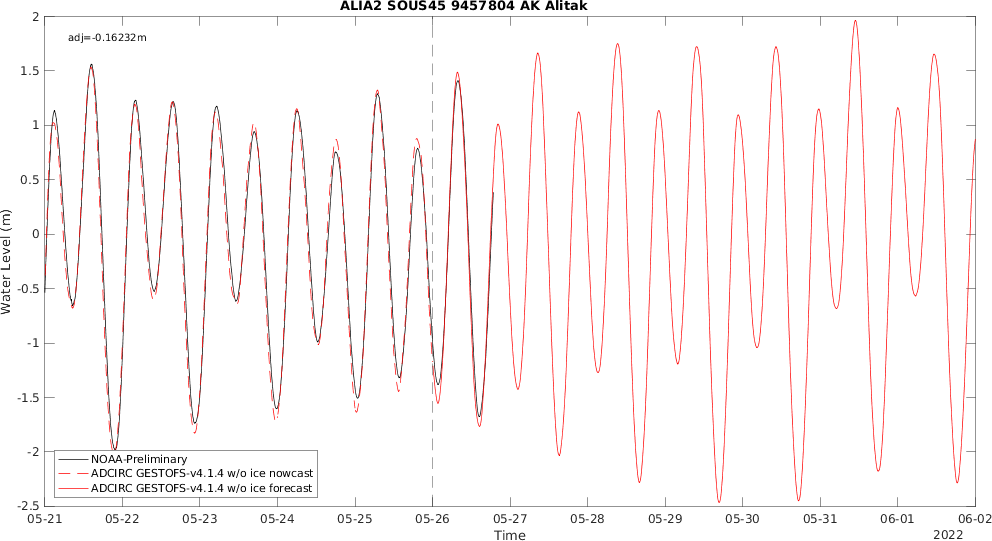 ALIA2 SOUS45 9457804 AK Alitak
adj=-0.16232m
2
1.5
1
0.5
0
-0.5
-1
-1.5
-2
-2.5
Water Level (m)
NOAA-Preliminary
ADCIRC GESTOFS-v4.1.4 w/o ice nowcast
ADCIRC GESTOFS-v4.1.4 w/o ice forecast
05-21 05-22 05-23 05-24 05-25 05-26 05-27 05-28 05-29 05-30 05-31 06-01 06-02
Time
2022